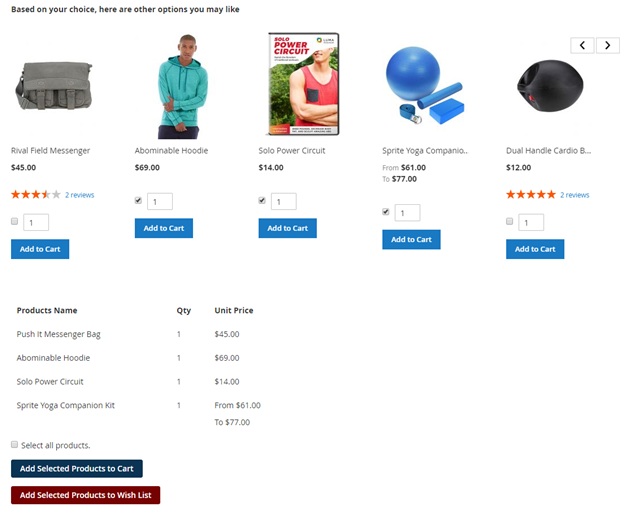 Based on your choice, here are other options you may like
SOLO
POWER
CIRCUIT
LUMA
Rival Field Messenger
Abominable Hoodie
Solo Power Circuit
Sprite Yoga Companio..
Dual Handle Cardio B...
$45.00
$69.00
$14.00
From $61.00
To $77.00
$12.00
2 reviews
2 reviews
1
1
1
1
1
Add to Cart
Add to Cart
Add to Cart
Add to Cart
Add to Cart
Products Name Qty Unit Price
Push It Messenger Bag 1 $45.00
Abominable Hoodie 1 $69.00
Solo Power Circuit 1 $14.00
Sprite Yoga Companion Kit 1 From $61.00
To $77.00
Select all products.
Add Selected Products to Cart
Add Selected Products to Wish List